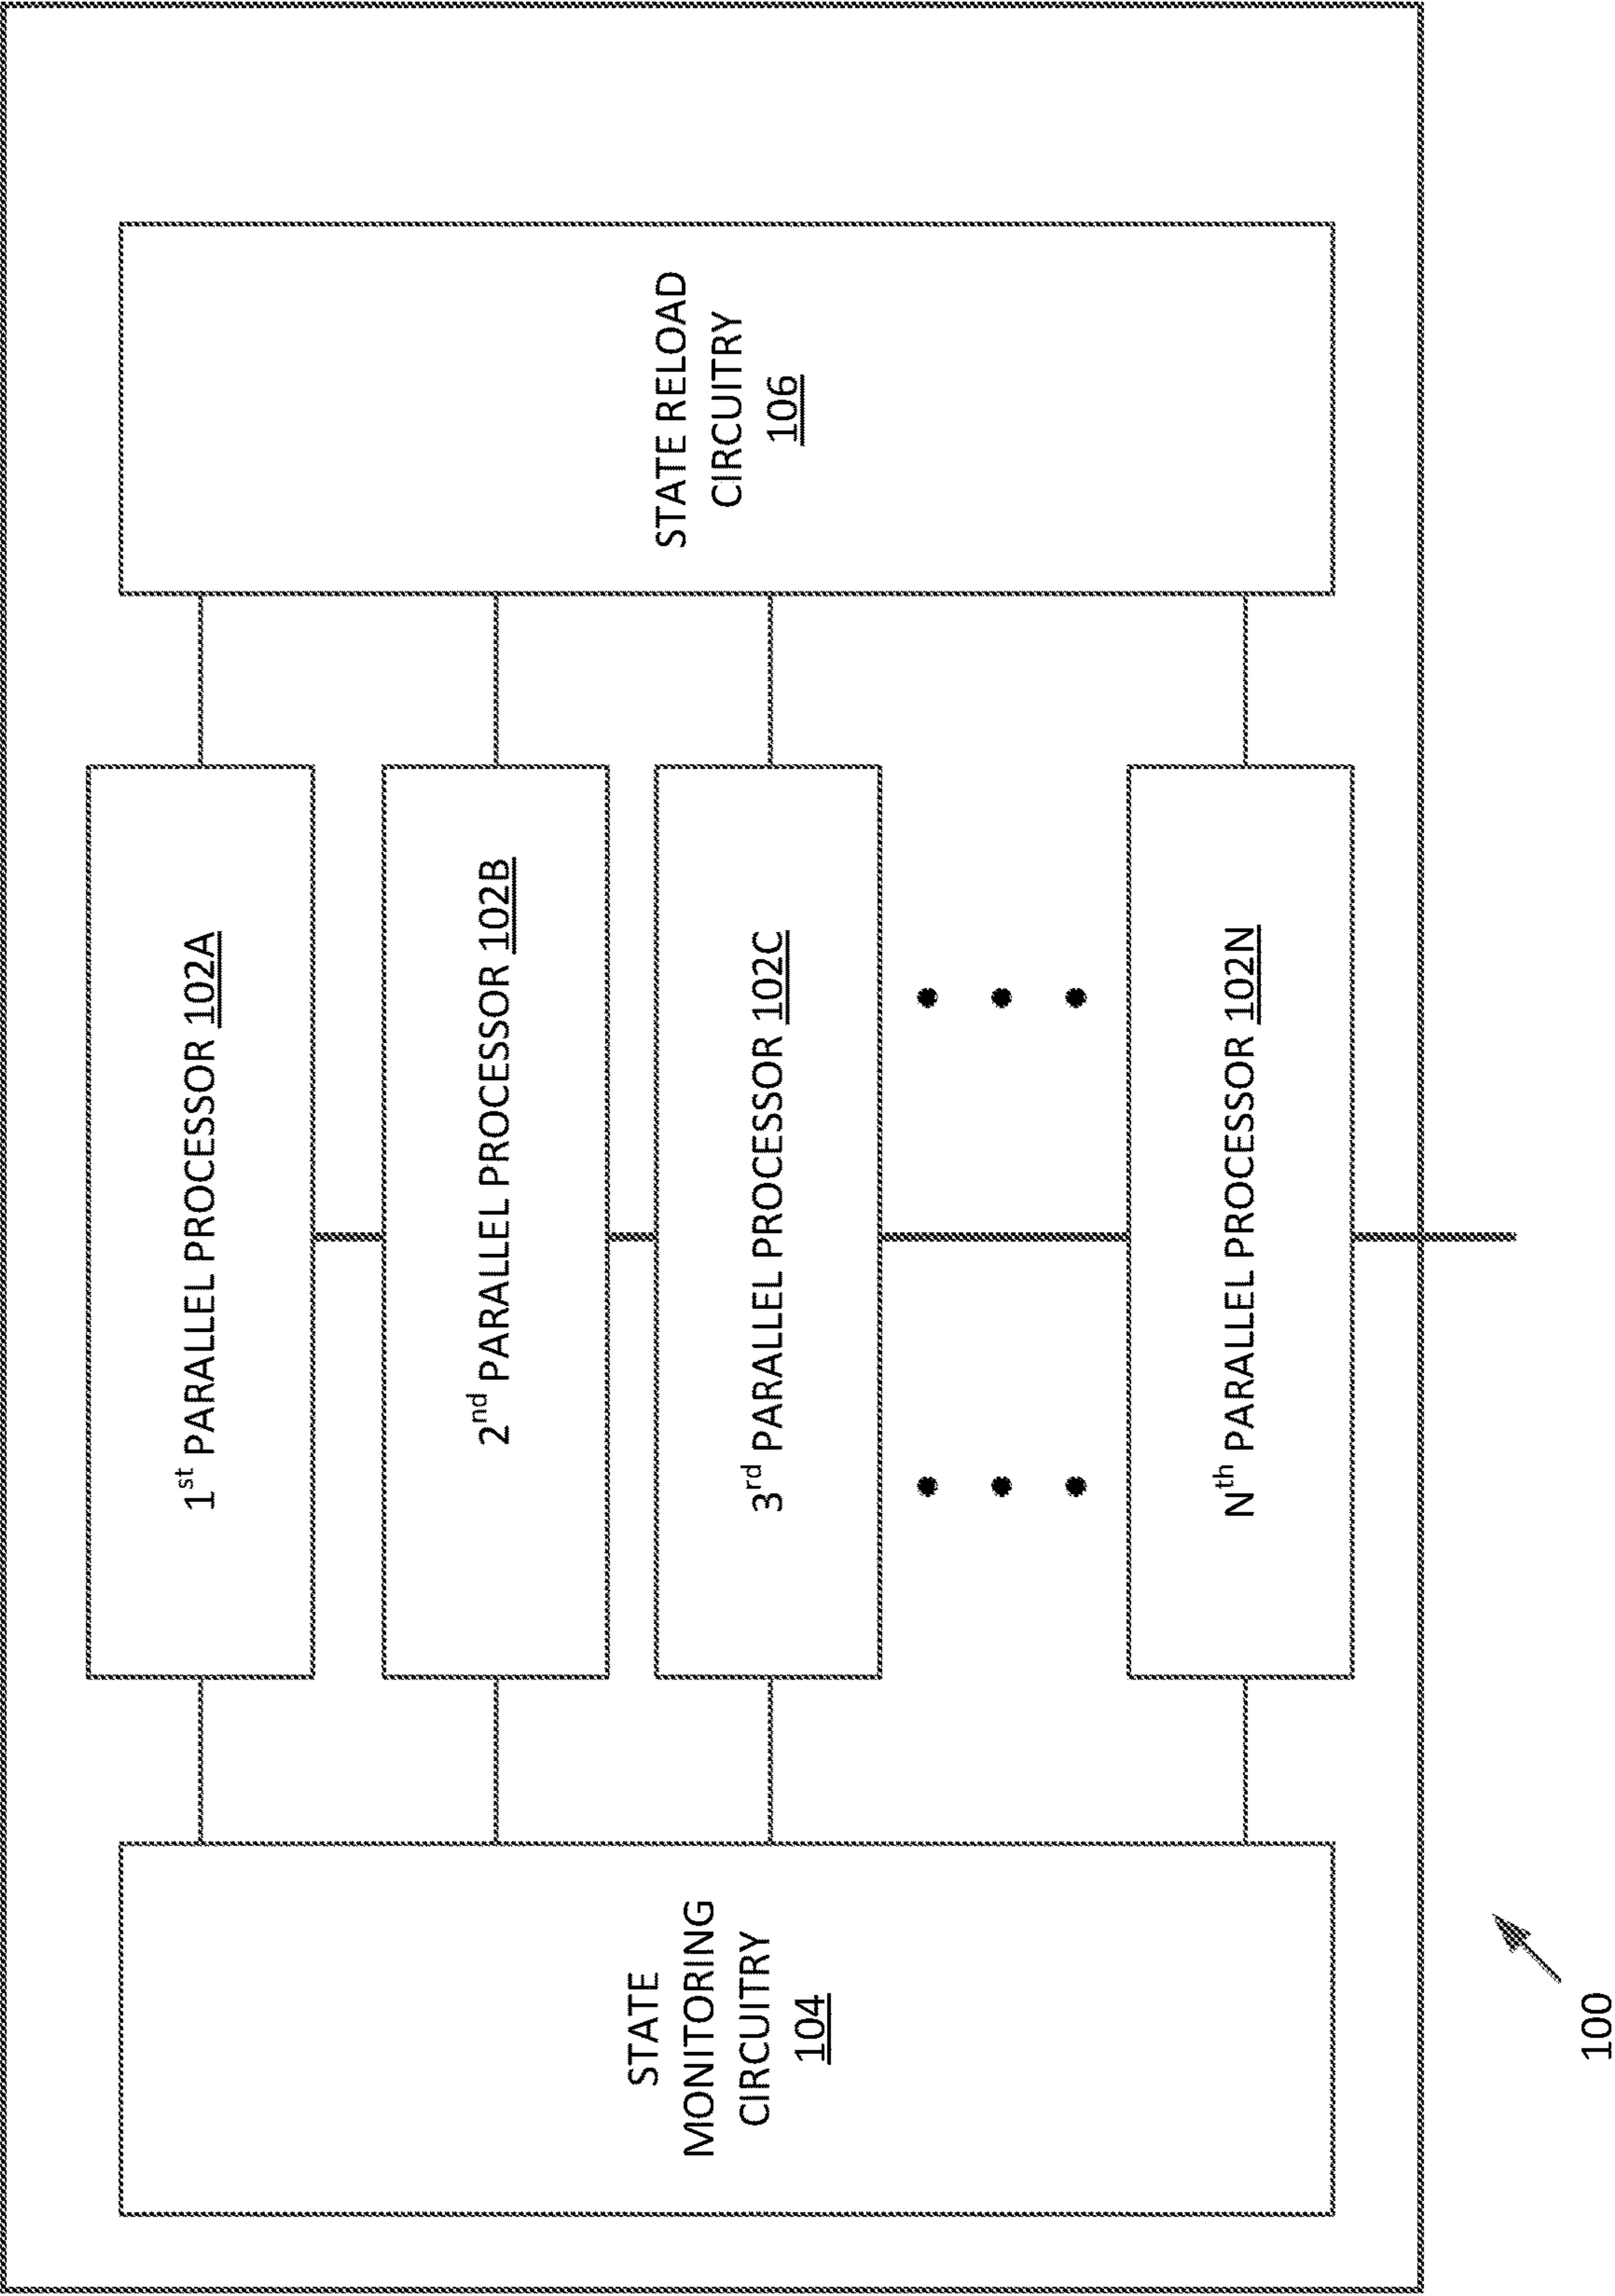 STATE
MONITORING
CIRCUITRY
104
1st PARALLEL PROCESSOR 102A
2nd PARALLEL PROCESSOR 102B
3rd PARALLEL PROCESSOR 102C
Nth PARALLEL PROCESSOR 102N
STATE RELOAD
CIRCUITRY
106
100